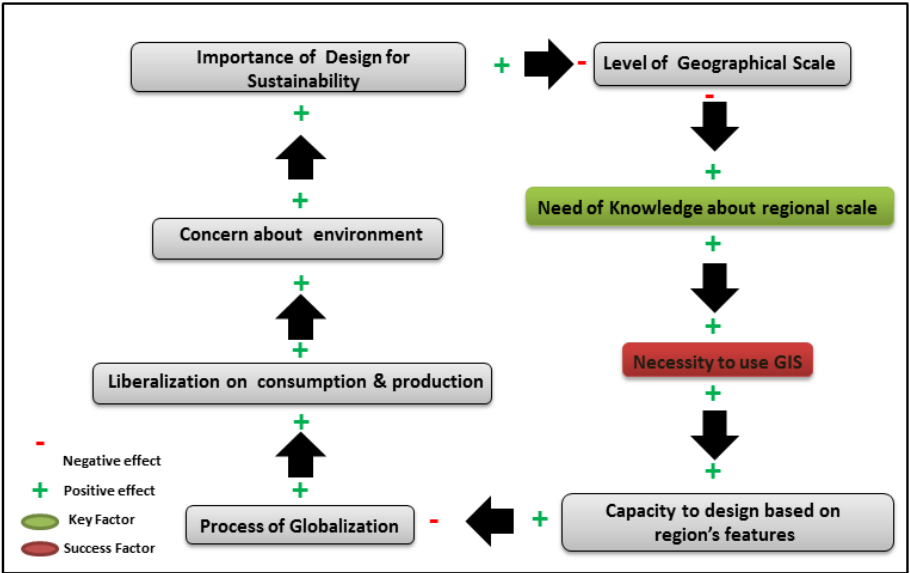 Importance of Design for
Sustainability
+
-
Level of Geographical Scale
-
+
+
Need of Knowledge about regional scale
+
+
Concern about environment
+
+
Necessity to use GIS
+
+
Liberalization on consumption & production
+
+
+
Capacity to design based on
region's features
+
-
Process of Globalization
-
Negative effect
+
Positive effect
Key Factor
Success Factor